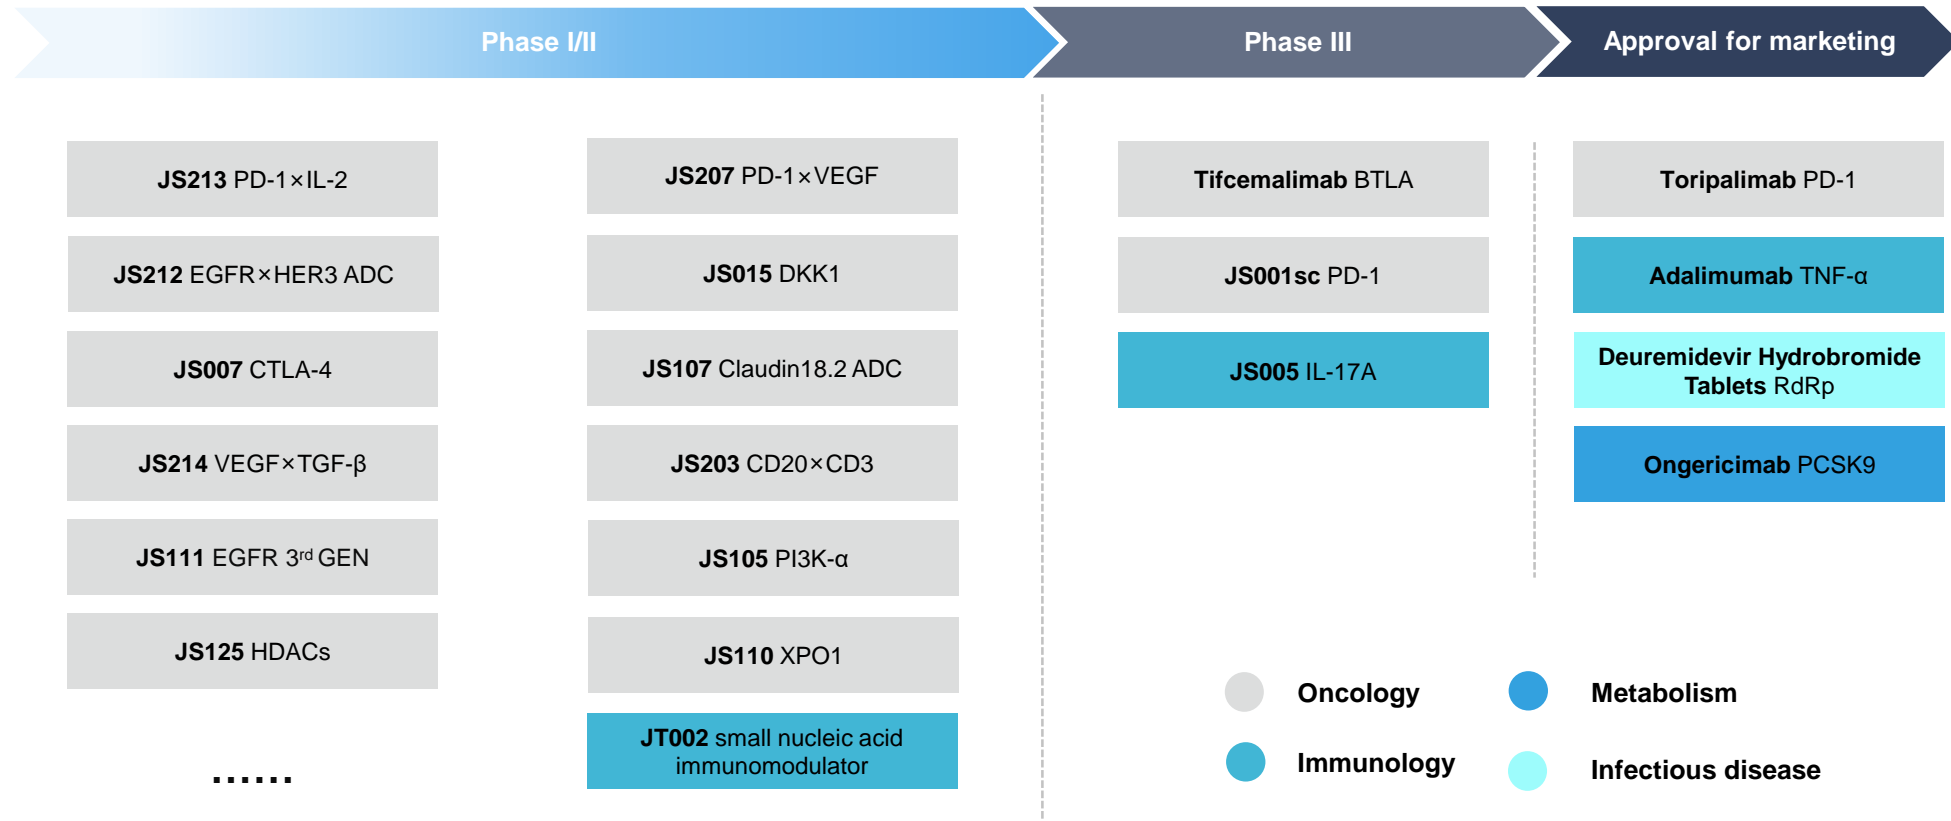 Phase I/II
Phase III
Approval for marketing
JS213 PD-1×IL-2
JS212 EGFR×HER3 ADC
JS007 CTLA-4
JS214 VEGF×TGF-β
JS111 EGFR 3rd GEN
JS125 HDACs
......
JS207 PD-1×VEGF
JS015 DKK1
JS107 Claudin18.2 ADC
JS203 CD20×CD3
JS105 PI3K-α
JS110 XPO1
JT002 small nucleic acid
immunomodulator
Tifcemalimab BTLA
JS001sc PD-1
JS005 IL-17A
Toripalimab PD-1
Adalimumab TNF-α
Deuremidevir Hydrobromide
Tablets RdRp
Ongericimab PCSK9
Oncology
Metabolism
Immunology
Infectious disease